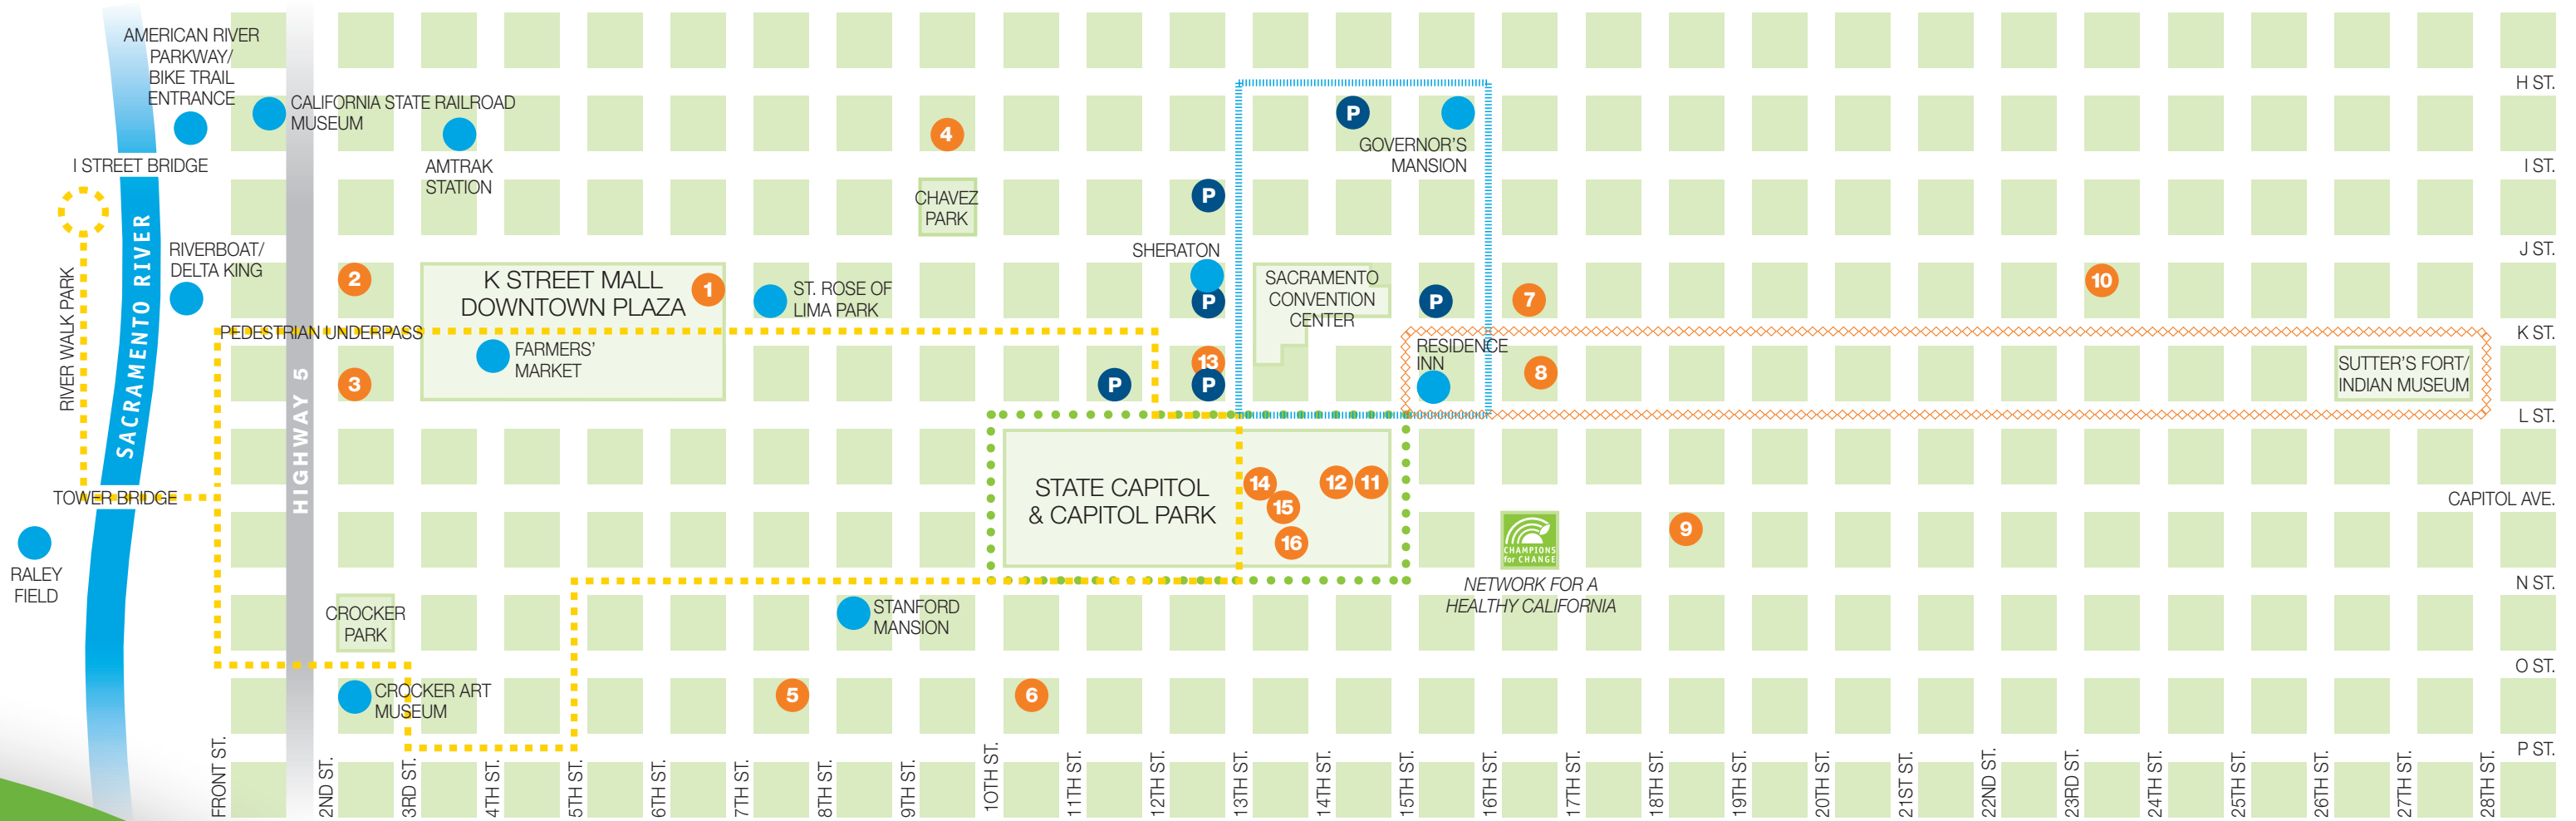 AMERICAN RIVER
PARKWAY/
BIKE TRAIL
ENTRANCE
CALIFORNIA STATE RAILROAD
MUSEUM
AMTRAK
STATION
4
P
GOVERNOR'S
MANSION
H ST.
I STREET BRIDGE
I ST.
CHAVEZ
PARK
P
RIVER WALK PARK
SACRAMENTO RIVER
RIVERBOAT/
DELTA KING
HIGHWAY 5
2
K STREET MALL
DOWNTOWN PLAZA
1
ST. ROSE OF
LIMA PARK
SHERATON
P
SACRAMENTO
CONVENTION
CENTER
P
7
10
J ST.
PEDESTRIAN UNDERPASS
K ST.
3
FARMERS'
MARKET
P
13
P
RESIDENCE
INN
8
SUTTER'S FORT/
INDIAN MUSEUM
L ST.
TOWER BRIDGE
STATE CAPITOL
& CAPITOL PARK
14
15
16
12
11
CAPITOL AVE.
RALEY
FIELD
CHAMPIONS
for CHANGE
NETWORK FOR A
HEALTHY CALIFORNIA
9
N ST.
CROCKER
PARK
STANFORD
MANSION
O ST.
CROCKER ART
MUSEUM
5
6
P ST.
FRONT ST.
2ND ST.
3RD ST.
4TH ST.
5TH ST.
6TH ST.
7TH ST.
8TH ST.
9TH ST.
10TH ST.
11TH ST.
12TH ST.
13TH ST.
14TH ST.
15TH ST.
16TH ST.
17TH ST.
18TH ST.
19TH ST.
20TH ST.
21ST ST.
22ND ST.
23RD ST.
24TH ST.
25TH ST.
26TH ST.
27TH ST.
28TH ST.